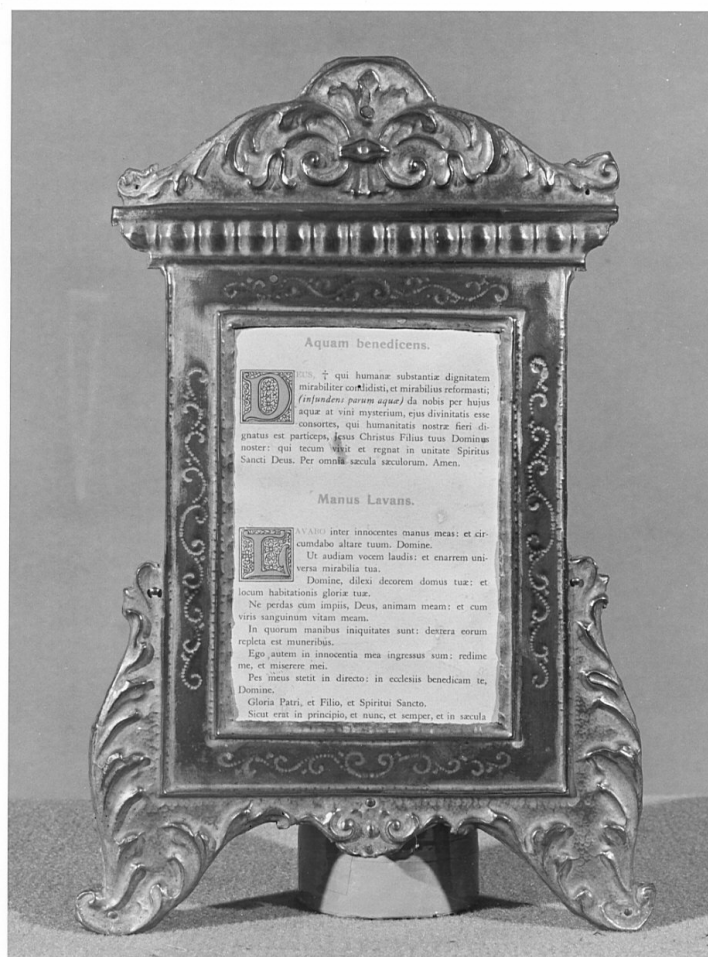 Aquam benedicens.
DEUS, † qui humanæ substantiæ dignitatem
mirabiliter condidisti, et mirabilius reformasti;
(infundens parum aquæ) da nobis per hujus
aquæ at vini mysterium, ejus divinitatis esse
consortes, qui humanitatis nostræ fieri di-
gnatus est particeps, Jesus Christus Filius tuus Dominus
noster: qui tecum vivit et regnat in unitate Spiritus
Sancti Deus. Per omnia sæcula sæculorum. Amen.
Manus Lavans.
LAVABO inter innocentes manus meas: et cir-
cumdabo altare tuum. Domine.
Ut audiam vocem laudis: et enarrem uni-
versa mirabilia tua.
Domine, dilexi decorem domus tuæ: et
locum habitationis gloriæ tuæ.
Ne perdas cum impiis, Deus, animam meam: et cum
viris sanguinum vitam meam.
In quorum manibus iniquitates sunt: dextera eorum
repleta est muneribus.
Ego autem in innocentia mea ingressus sum: redime
me, et miserere mei.
Pes meus stetit in directo: in ecclesiis benedicam te,
Domine.
Gloria Patri, et Filio, et Spiritui Sancto.
Sicut erat in principio, et nunc, et semper, et in sæcula